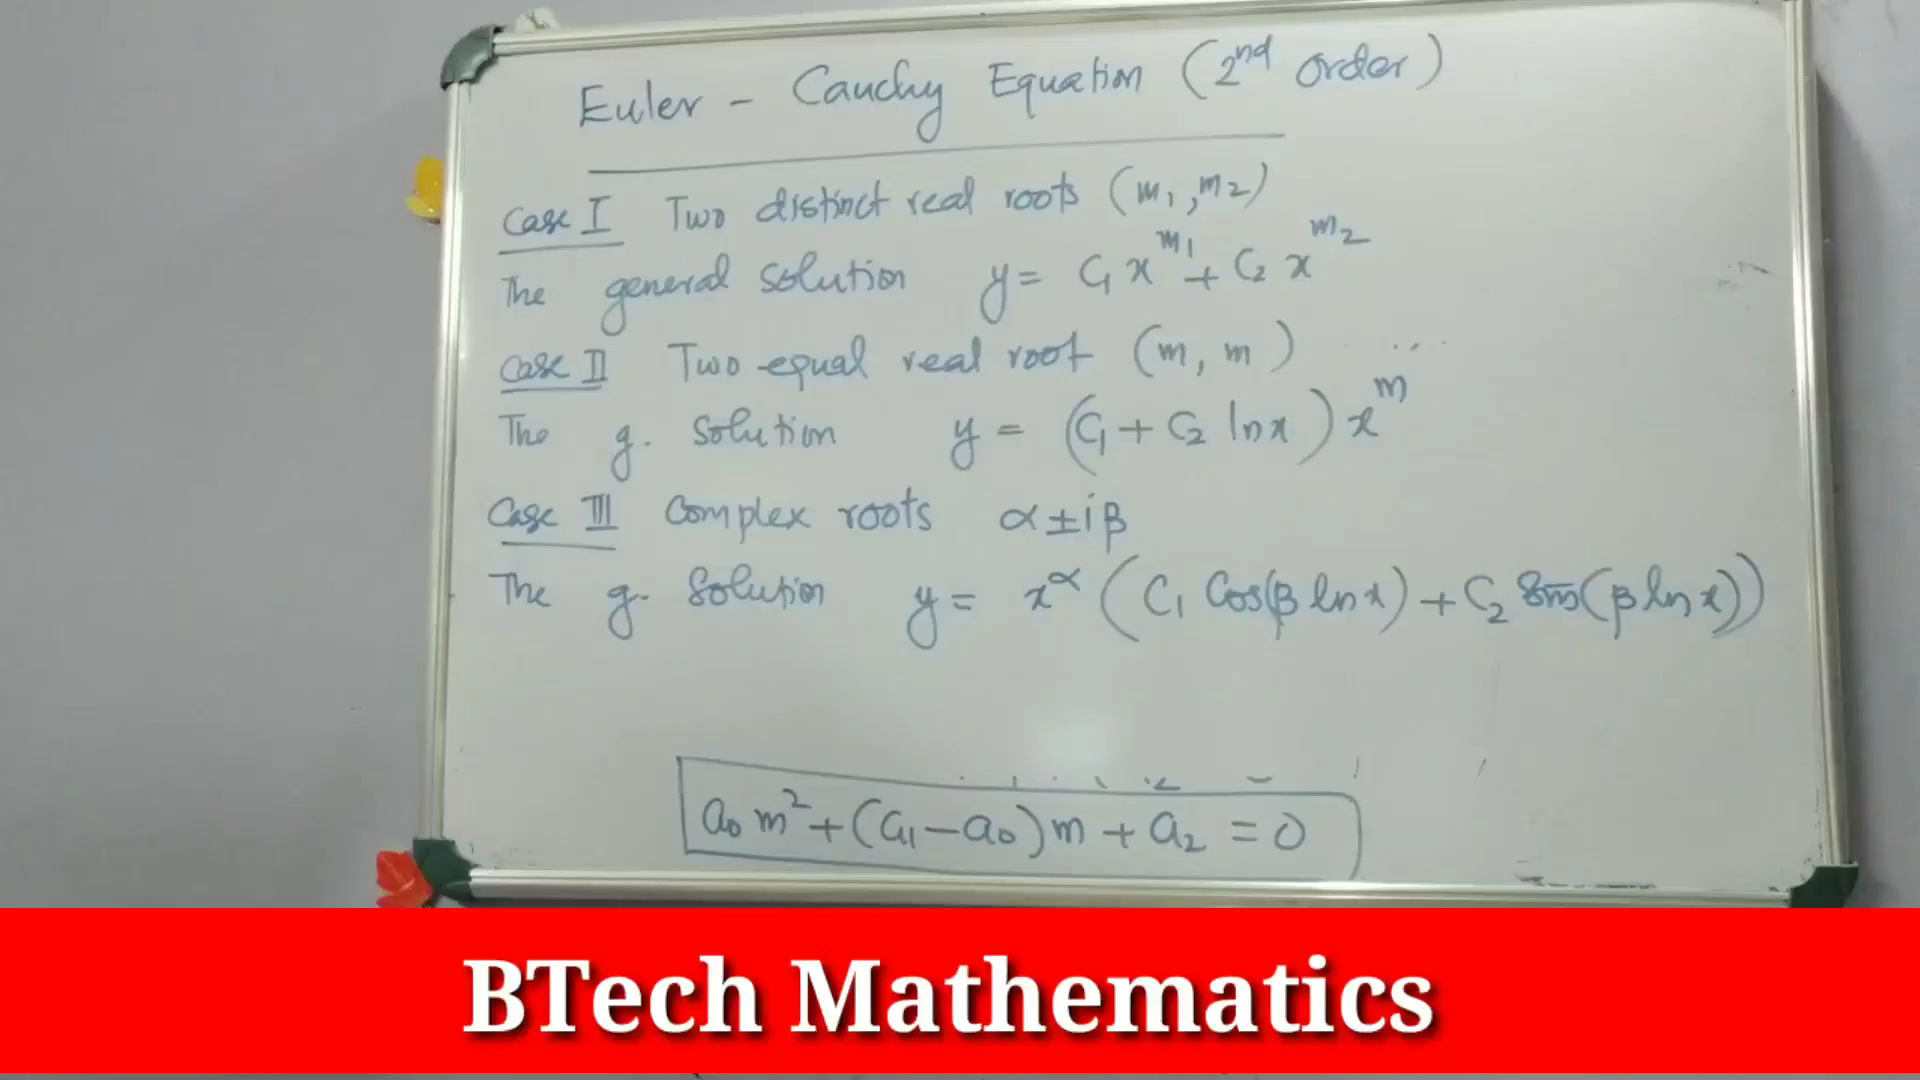 Euler - Cauchy Equation (2nd order)
Case I Two distinct real roots (m₁, m₂)
The general solution y = C₁ x^m₁ + C₂ x^m₂
Case II Two equal real root (m, m)
The g. solution y = (C₁ + C₂ ln x) x^m
Case III Complex roots α ± iβ
The g. Solution y = x^α (C₁ Cos(β ln x) + C₂ Sin(β ln x))
a₀ m² + (a₁ - a₀) m + a₂ = 0
BTech Mathematics